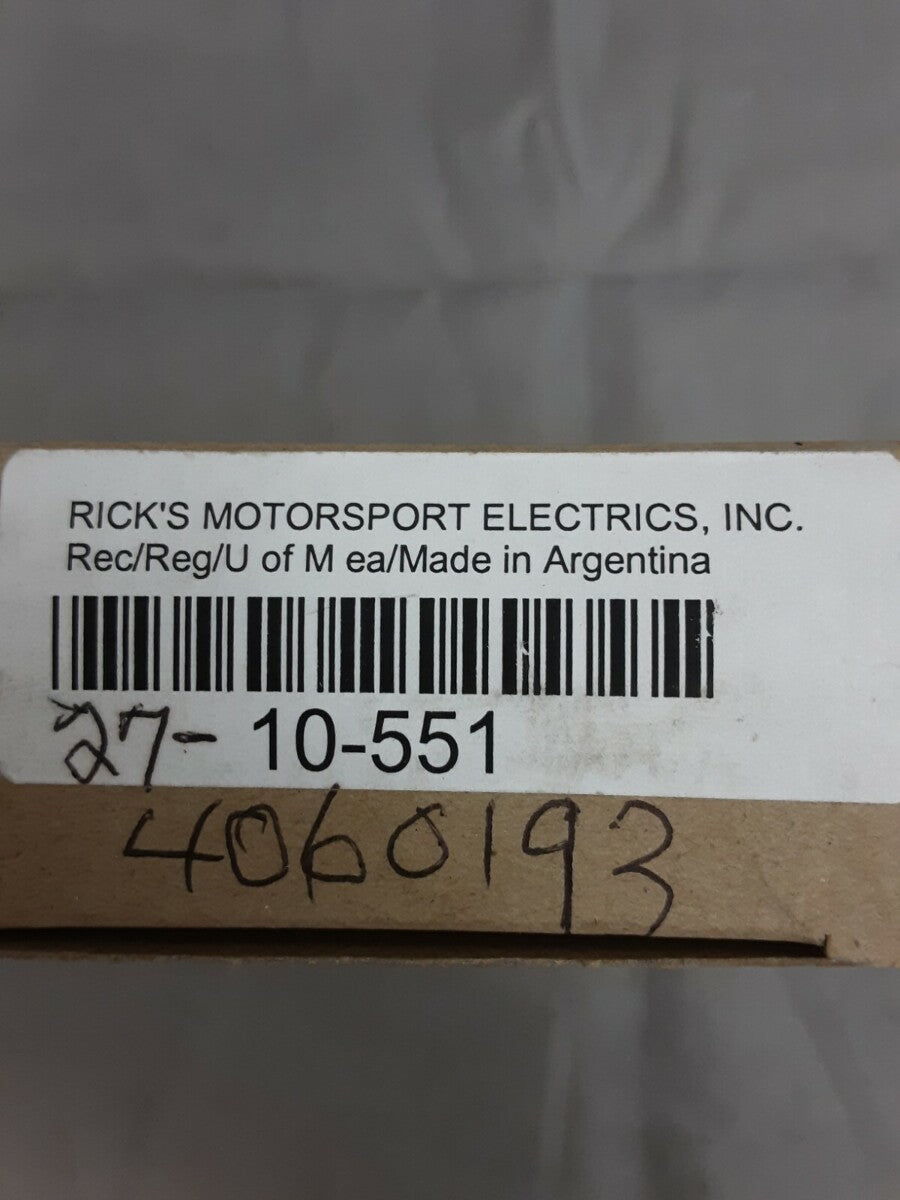 RICK'S MOTORSPORT ELECTRICS, INC.
Rec/Reg/U of M ea/Made in Argentina
27- 10-551
4060193